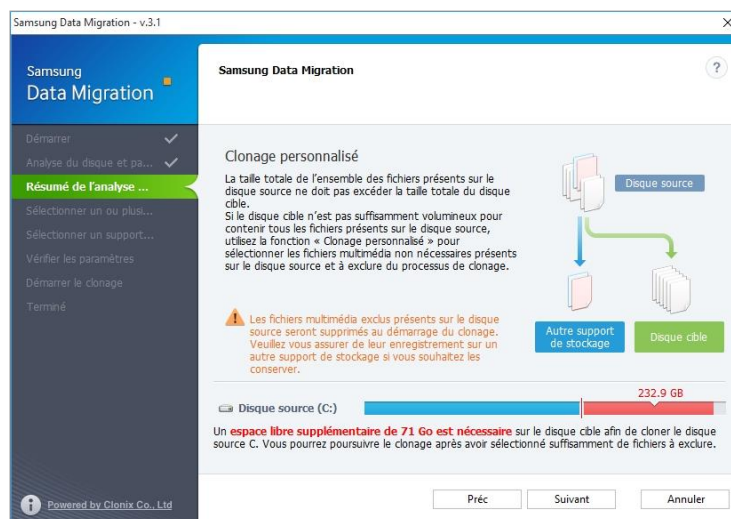 Samsung Data Migration - v.3.1
Samsung
Data Migration
Samsung Data Migration
?
Démarrer
Analyse du disque et pa...
Résumé de l'analyse ...
Sélectionner un ou plusi...
Sélectionner un support...
Vérifier les paramètres
Démarrer le clonage
Terminé
Clonage personnalisé
La taille totale de l'ensemble des fichiers présents sur le
disque source ne doit pas excéder la taille totale du disque
cible.
Si le disque cible n'est pas suffisamment volumineux pour
contenir tous les fichiers présents sur le disque source,
utilisez la fonction « Clonage personnalisé » pour
sélectionner les fichiers multimédia non nécessaires présents
sur le disque source et à exclure du processus de clonage.
Les fichiers multimédia exclus présents sur le disque
source seront supprimés au démarrage du clonage.
Veuillez vous assurer de leur enregistrement sur un
autre support de stockage si vous souhaitez les
conserver.
Disque source
Autre support
de stockage
Disque cible
232.9 GB
Disque source (C:)
Un espace libre supplémentaire de 71 Go est nécessaire sur le disque cible afin de cloner le disque
source C. Vous pourrez poursuivre le clonage après avoir sélectionné suffisamment de fichiers à exclure.
Powered by Clonix Co., Ltd
Préc
Suivant
Annuler